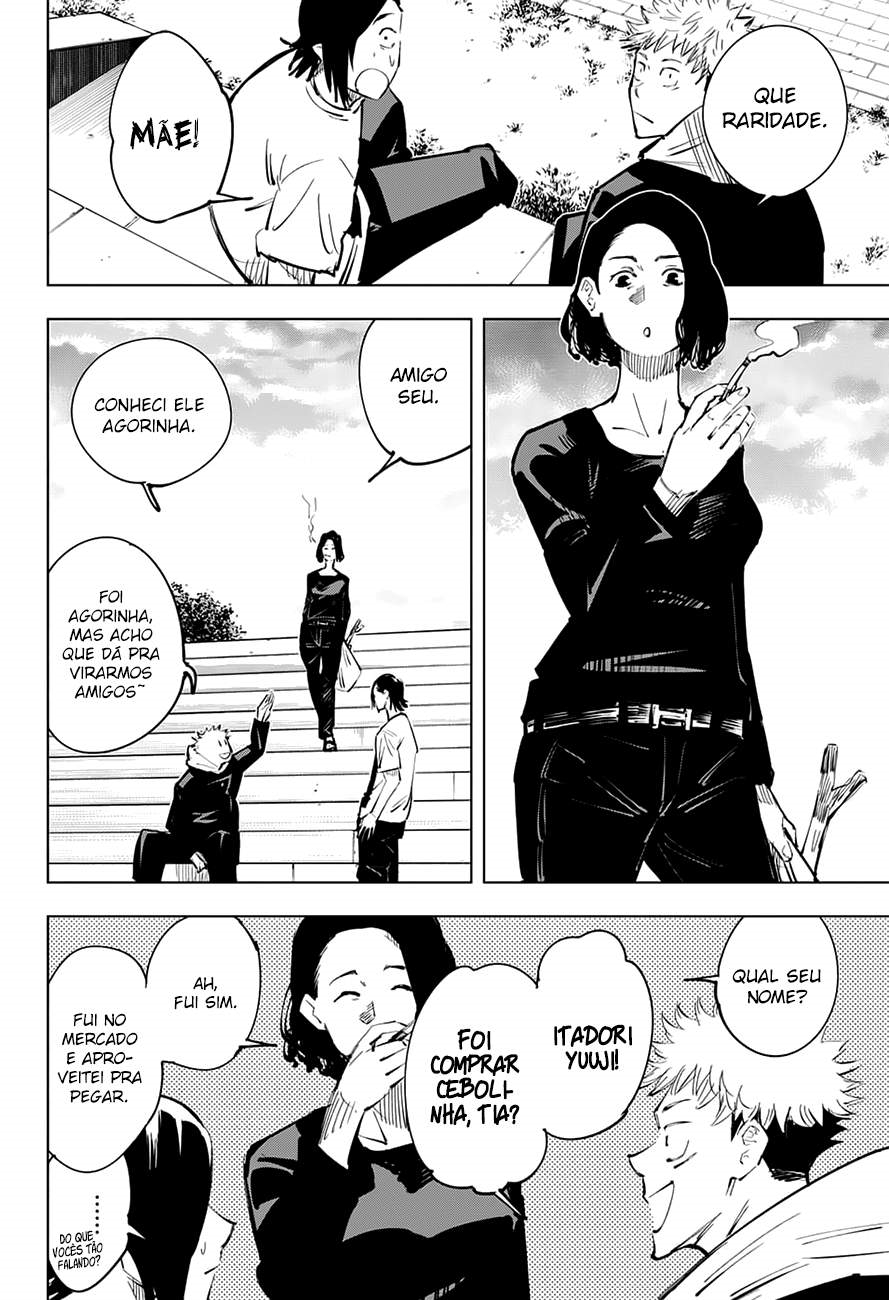 QUE
RARIDADE.
MÃE!
AMIGO
SEU.
CONHECI ELE
AGORINHA.
FOI
AGORINHA,
MAS ACHO
QUE DÁ PRA
VIRARMOS
AMIGOS~
QUAL SEU
NOME?
ITADORI
YUUJI!
FOI
COMPRAR
CEBOLI-
NHA, TIA?
AH,
FUI SIM.
FUI NO
MERCADO
E APRO-
VEITEI PRA
PEGAR.
......
DO QUE
VOCÊS TÃO
FALANDO?